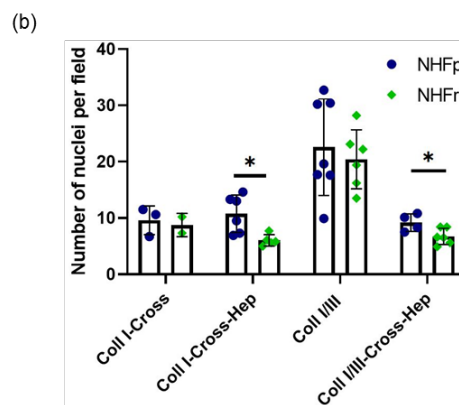 (b)
40
30
20
10
0
Number of nuclei per field
NHFp
NHFr
*
*
Coll I-Cross
Coll I-Cross-Hep
Coll I/III
Coll I/III-Cross-Hep